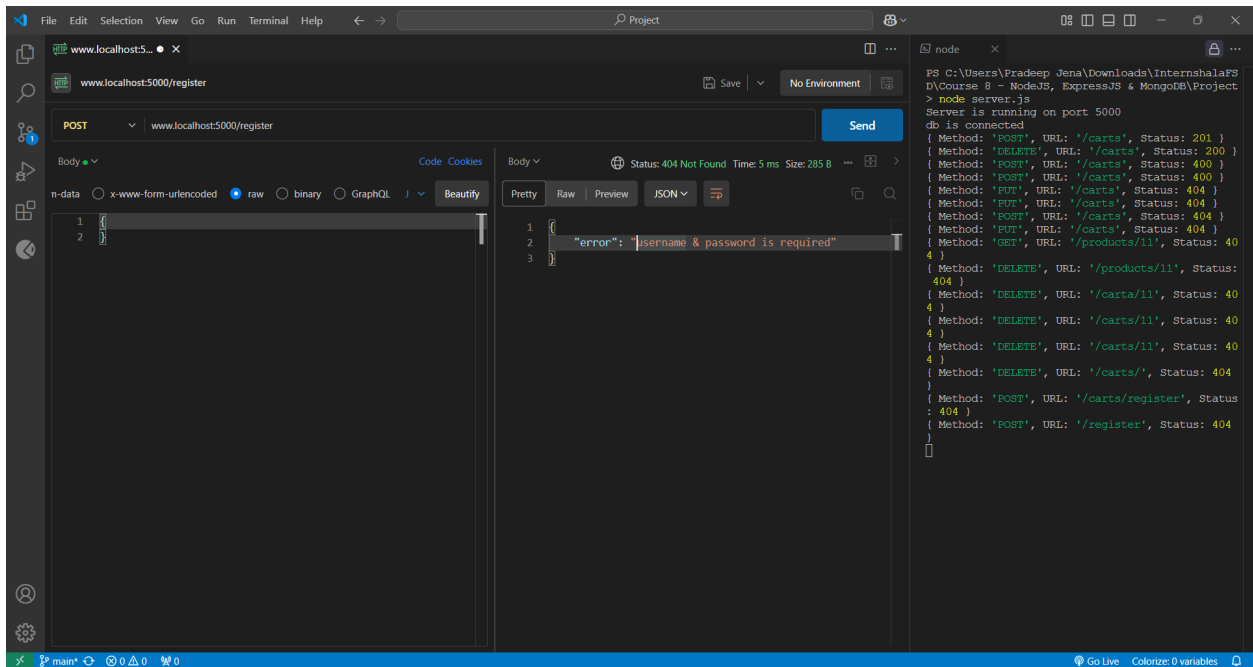 File Edit Selection View Go Run Terminal Help
Project
www.localhost:5...
node
HTTP www.localhost:5000/register
Save
No Environment
POST www.localhost:5000/register
Send
Body
Code Cookies
n-data x-www-form-urlencoded raw binary GraphQL J Beautify
1 {
2 }
Body
Status: 404 Not Found Time: 5 ms Size: 285 B
Pretty Raw Preview JSON
1 {
2 "error": "username & password is required"
3 }
PS C:\Users\Pradeep Jena\Downloads\InternshalaFS
D\Course 8 - NodeJS, ExpressJS & MongoDB\Project
> node server.js
Server is running on port 5000
db is connected
{ Method: 'POST', URL: '/carts', Status: 201 }
{ Method: 'DELETE', URL: '/carts', Status: 200 }
{ Method: 'POST', URL: '/carts', Status: 400 }
{ Method: 'POST', URL: '/carts', Status: 400 }
{ Method: 'PUT', URL: '/carts', Status: 404 }
{ Method: 'PUT', URL: '/carts', Status: 404 }
{ Method: 'POST', URL: '/carts', Status: 404 }
{ Method: 'PUT', URL: '/carts', Status: 404 }
{ Method: 'GET', URL: '/products/11', Status: 40
4 }
{ Method: 'DELETE', URL: '/products/11', Status:
404 }
{ Method: 'DELETE', URL: '/carta/11', Status: 40
4 }
{ Method: 'DELETE', URL: '/carts/11', Status: 40
4 }
{ Method: 'DELETE', URL: '/carts/11', Status: 40
4 }
{ Method: 'DELETE', URL: '/carts/', Status: 404
}
{ Method: 'POST', URL: '/carts/register', Status
: 404 }
{ Method: 'POST', URL: '/register', Status: 404
}
main* 0 0 0
Go Live Colorize: 0 variables